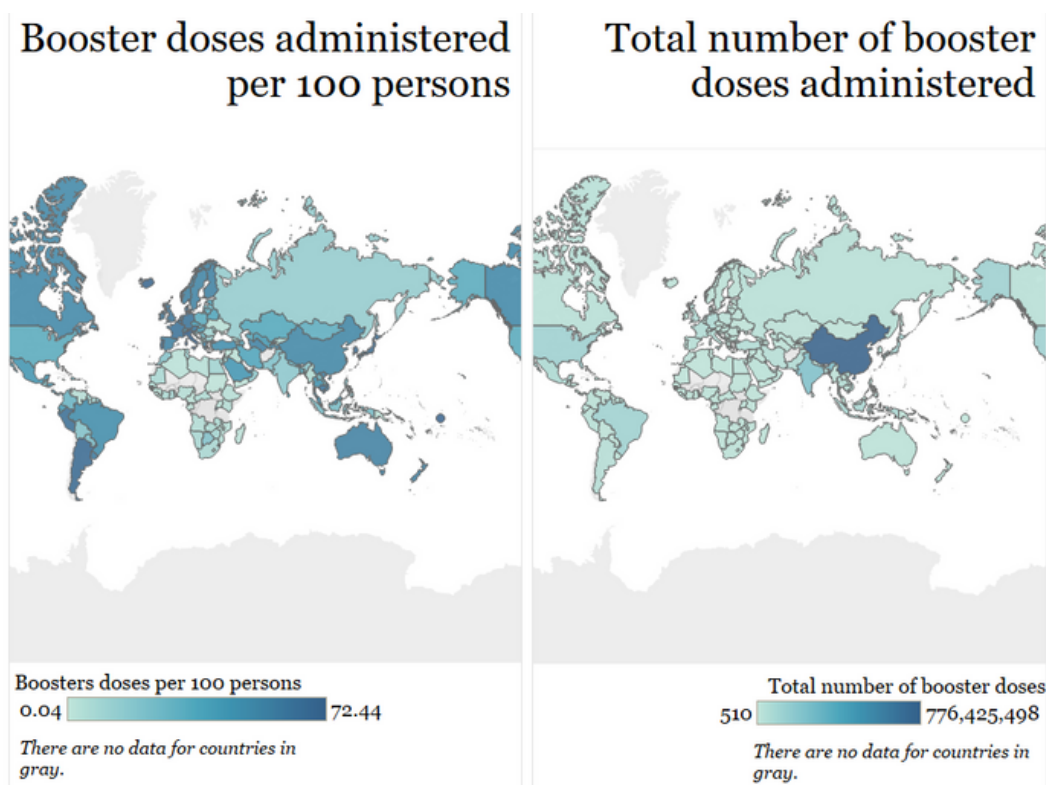 Booster doses administered
per 100 persons
Boosters doses per 100 persons
0.04 72.44
There are no data for countries in
gray.
Total number of booster
doses administered
Total number of booster doses
510 776,425,498
There are no data for countries in
gray.